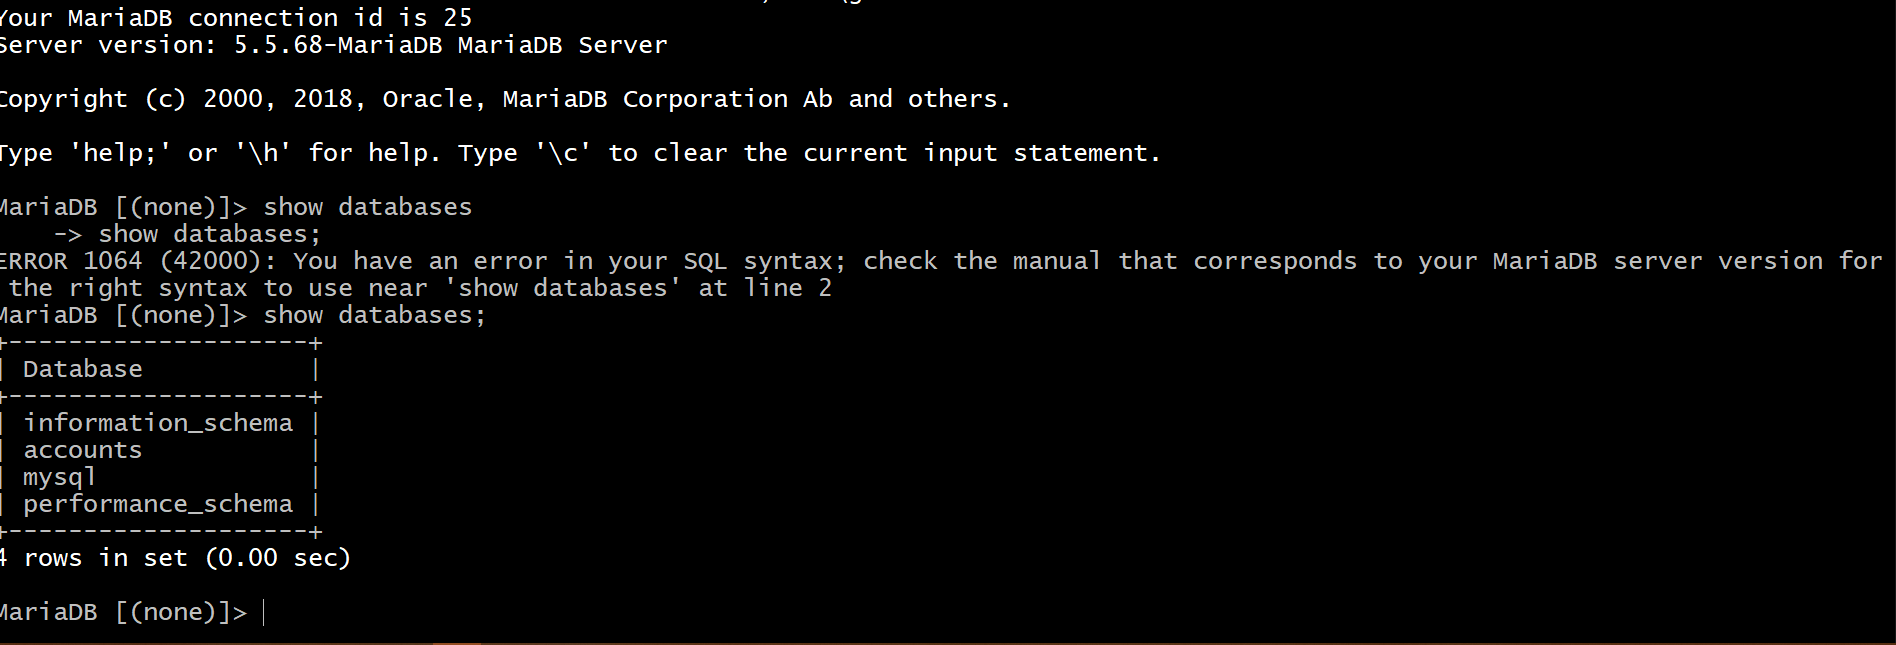 Your MariaDB connection id is 25
Server version: 5.5.68-MariaDB MariaDB Server
Copyright (c) 2000, 2018, Oracle, MariaDB Corporation Ab and others.
Type 'help;' or '\h' for help. Type '\c' to clear the current input statement.
MariaDB [(none)]> show databases
    -> show databases;
ERROR 1064 (42000): You have an error in your SQL syntax; check the manual that corresponds to your MariaDB server version for
 the right syntax to use near 'show databases' at line 2
MariaDB [(none)]> show databases;
+--------------------+
| Database           |
+--------------------+
| information_schema |
| accounts           |
| mysql              |
| performance_schema |
+--------------------+
4 rows in set (0.00 sec)
MariaDB [(none)]>